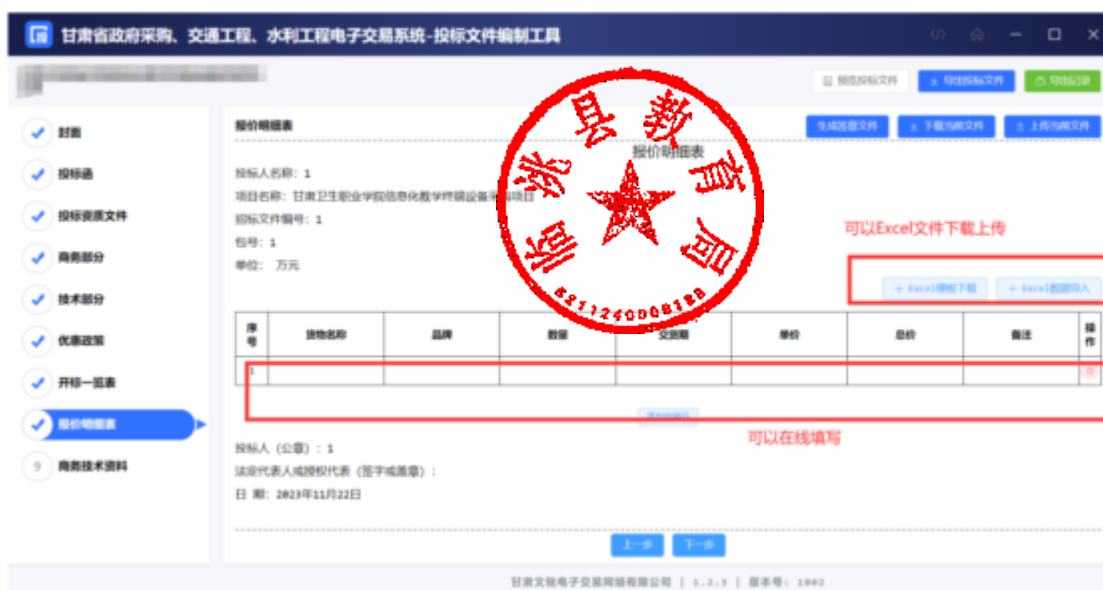 甘肃省政府采购、交通工程、水利工程电子交易系统-投标文件编制工具
预览投标文件 导出投标文件 导出记录
封面
投标函
投标资质文件
商务部分
技术部分
优惠政策
开标一览表
报价明细表
9 商务技术资料
报价明细表
生成签章文件 下载当前文件 上传当前文件
报价明细表
投标人名称：1
项目名称：甘肃卫生职业学院信息化教学终端设备采购项目
招标文件编号：1
包号：1
单位： 万元
可以Excel文件下载上传
+ Excel模板下载 + Excel数据导入
序号 货物名称 品牌 数量 交货期 单价 总价 备注 操作
1
可以在线填写
投标人（公章）：1
法定代表人或授权代表（签字或盖章）：
日 期：2023年11月22日
上一步 下一步
甘肃文锐电子交易网络有限公司 | 1.2.3 | 版本号：1002
临洮县教育局